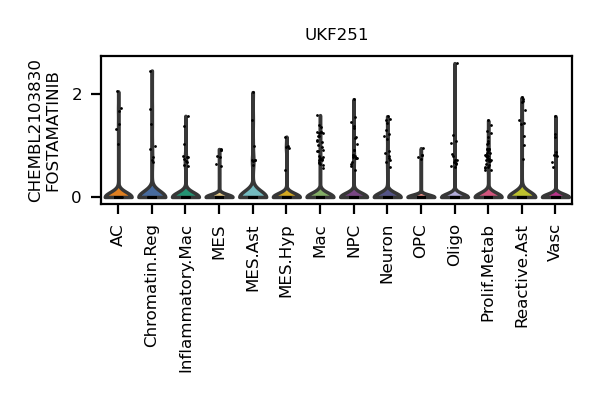 UKF251
CHEMBL2103830
FOSTAMATINIB
2
0
AC
Chromatin.Reg
Inflammatory.Mac
MES
MES.Ast
MES.Hyp
Mac
NPC
Neuron
OPC
Oligo
Prolif.Metab
Reactive.Ast
Vasc